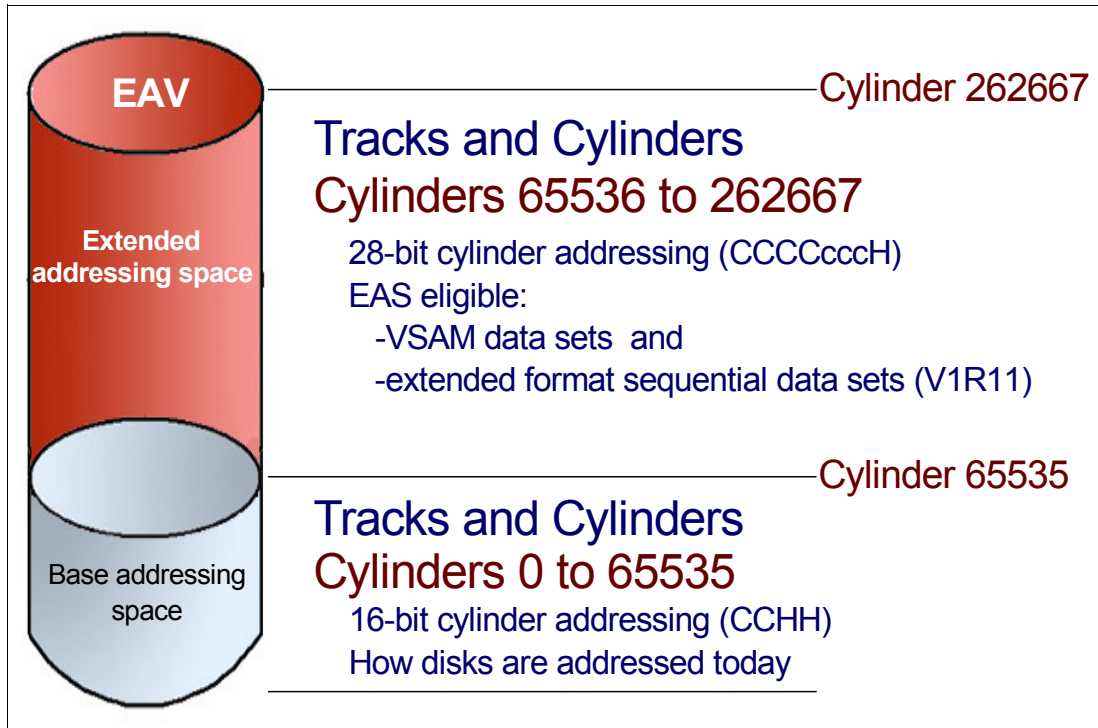 EAV
Cylinder 262667
Tracks and Cylinders
Cylinders 65536 to 262667
Extended
addressing space
28-bit cylinder addressing (CCCCcccH)
EAS eligible:
-VSAM data sets and
-extended format sequential data sets (V1R11)
Cylinder 65535
Tracks and Cylinders
Cylinders 0 to 65535
Base addressing
space
16-bit cylinder addressing (CCHH)
How disks are addressed today